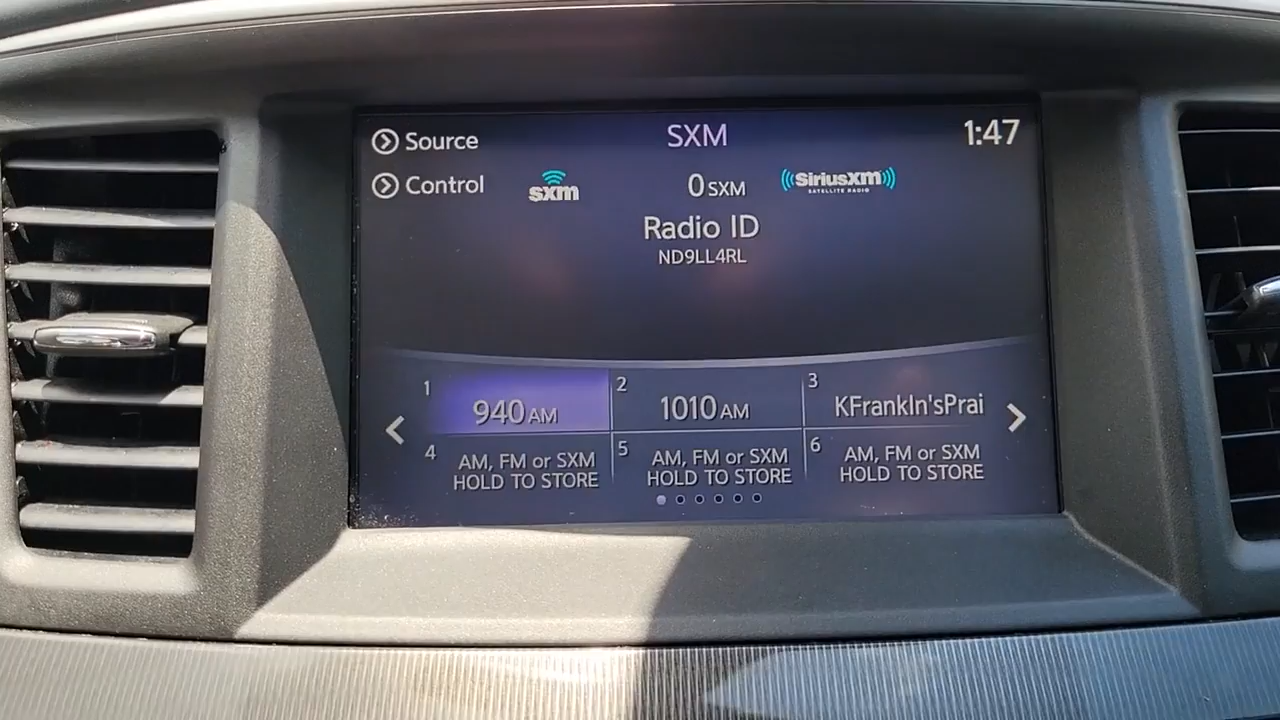 Source
SXM
1:47
Control
sxm
0 SXM
SiriusXM
SATELLITE RADIO
Radio ID
ND9LL4RL
1
940 AM
2
1010 AM
3
KFrankln'sPrai
4
AM, FM or SXM
HOLD TO STORE
5
AM, FM or SXM
HOLD TO STORE
6
AM, FM or SXM
HOLD TO STORE